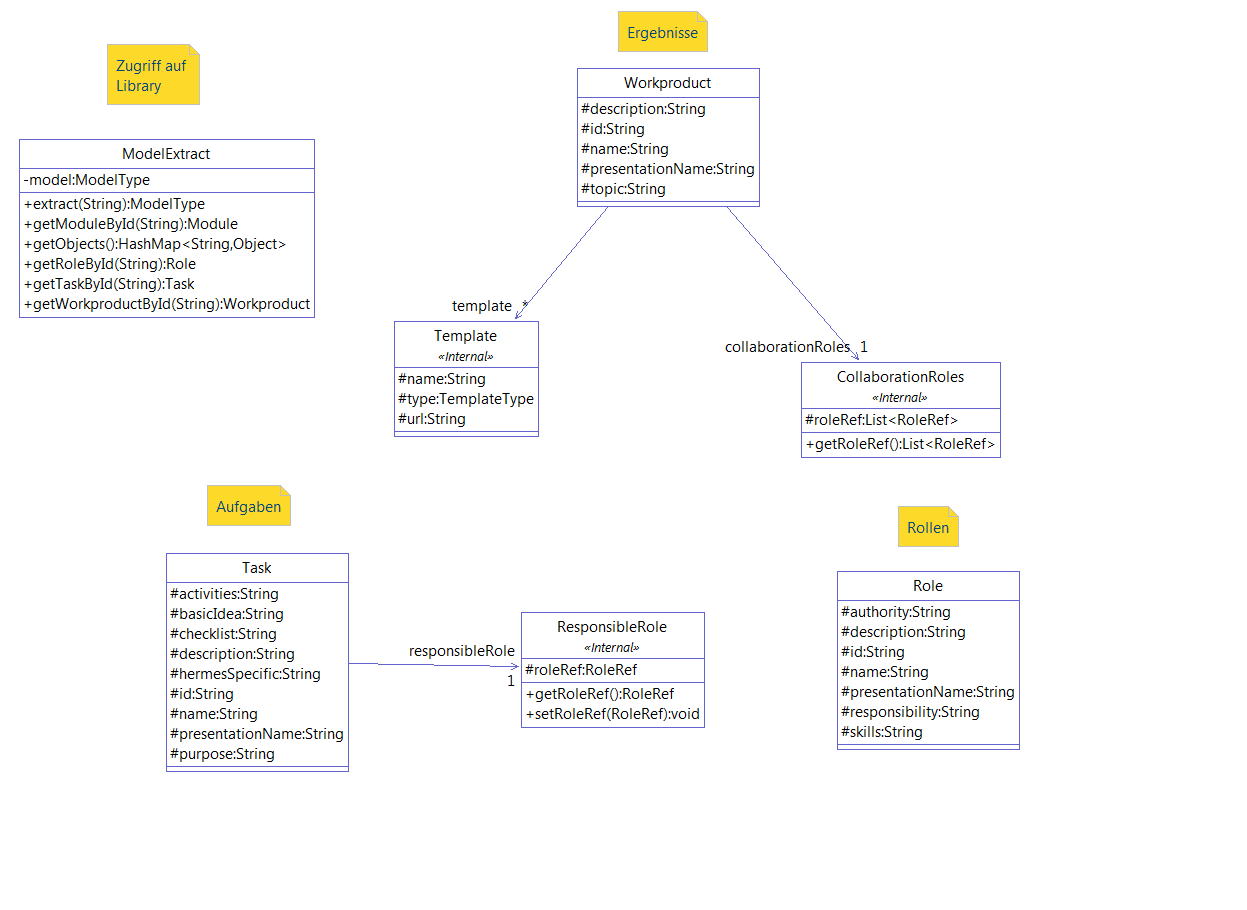 Zugriff auf
Library
ModelExtract
-model:ModelType
+extract(String):ModelType
+getModuleById(String):Module
+getObjects():HashMap<String,Object>
+getRoleById(String):Role
+getTaskById(String):Task
+getWorkproductById(String):Workproduct
Ergebnisse
Workproduct
#description:String
#id:String
#name:String
#presentationName:String
#topic:String
template *
Template
«Internal»
#name:String
#type:TemplateType
#url:String
collaborationRoles 1
CollaborationRoles
«Internal»
#roleRef:List<RoleRef>
+getRoleRef():List<RoleRef>
Aufgaben
Task
#activities:String
#basicIdea:String
#checklist:String
#description:String
#hermesSpecific:String
#id:String
#name:String
#presentationName:String
#purpose:String
responsibleRole
1
ResponsibleRole
«Internal»
#roleRef:RoleRef
+getRoleRef():RoleRef
+setRoleRef(RoleRef):void
Rollen
Role
#authority:String
#description:String
#id:String
#name:String
#presentationName:String
#responsibility:String
#skills:String